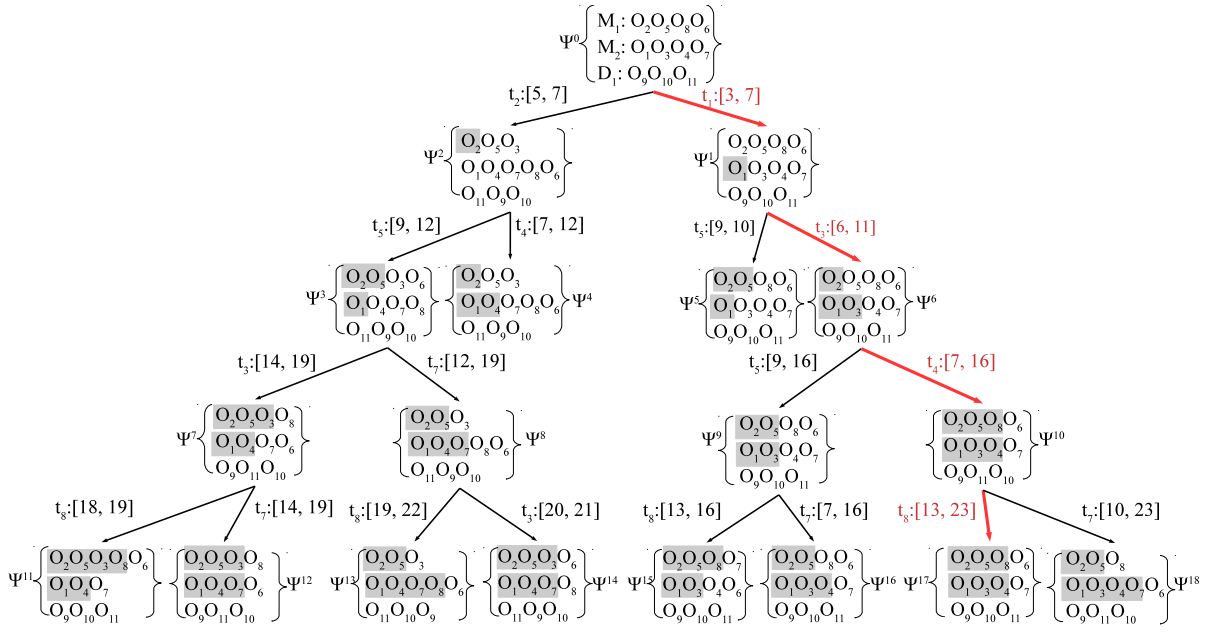 Ψ⁰ M₁: O₂O₅O₈O₆
M₂: O₁O₃O₄O₇
D₁: O₉O₁₀O₁₁
t₂:[5, 7] t₁:[3, 7]
Ψ² O₂O₅O₃
O₁O₄O₇O₈O₆
O₁₁O₉O₁₀
Ψ¹ O₂O₅O₈O₆
O₁O₃O₄O₇
O₉O₁₀O₁₁
t₅:[9, 12] t₄:[7, 12] t₅:[9, 10] t₃:[6, 11]
Ψ³ O₂O₅O₃O₆
O₁O₄O₇O₈
O₁₁O₉O₁₀
O₂O₅O₃ Ψ⁴
O₁O₄O₇O₈O₆
O₁₁O₉O₁₀
Ψ⁵ O₂O₅O₈O₆
O₁O₃O₄O₇
O₉O₁₀O₁₁
O₂O₅O₈O₆ Ψ⁶
O₁O₃O₄O₇
O₉O₁₀O₁₁
t₃:[14, 19] t₇:[12, 19] t₅:[9, 16] t₄:[7, 16]
Ψ⁷ O₂O₅O₃O₈
O₁O₄O₇O₆
O₉O₁₁O₁₀
O₂O₅O₃ Ψ⁸
O₁O₄O₇O₈O₆
O₁₁O₉O₁₀
Ψ⁹ O₂O₅O₈O₆
O₁O₃O₄O₇
O₉O₁₀O₁₁
O₂O₅O₈O₆ Ψ¹⁰
O₁O₃O₄O₇
O₉O₁₁O₁₀
t₈:[18, 19] t₇:[14, 19] t₈:[19, 22] t₃:[20, 21] t₈:[13, 16] t₇:[7, 16] t₈:[13, 23] t₇:[10, 23]
Ψ¹¹ O₂O₅O₃O₈O₆
O₁O₄O₇
O₉O₁₀O₁₁
O₂O₅O₃O₈ Ψ¹²
O₁O₄O₇O₆
O₉O₁₁O₁₀
Ψ¹³ O₂O₅O₃
O₁O₄O₇O₈O₆
O₁₁O₁₀O₉
O₂O₅O₃O₆ Ψ¹⁴
O₁O₄O₇O₈
O₁₁O₉O₁₀
Ψ¹⁵ O₂O₅O₈O₇
O₁O₃O₄O₆
O₉O₁₀O₁₁
O₂O₅O₈O₆ Ψ¹⁶
O₁O₃O₄O₇
O₉O₁₀O₁₁
Ψ¹⁷ O₂O₅O₈O₆
O₁O₃O₄O₇
O₉O₁₀O₁₁
O₂O₅O₈ Ψ¹⁸
O₁O₃O₄O₇O₆
O₉O₁₀O₁₁